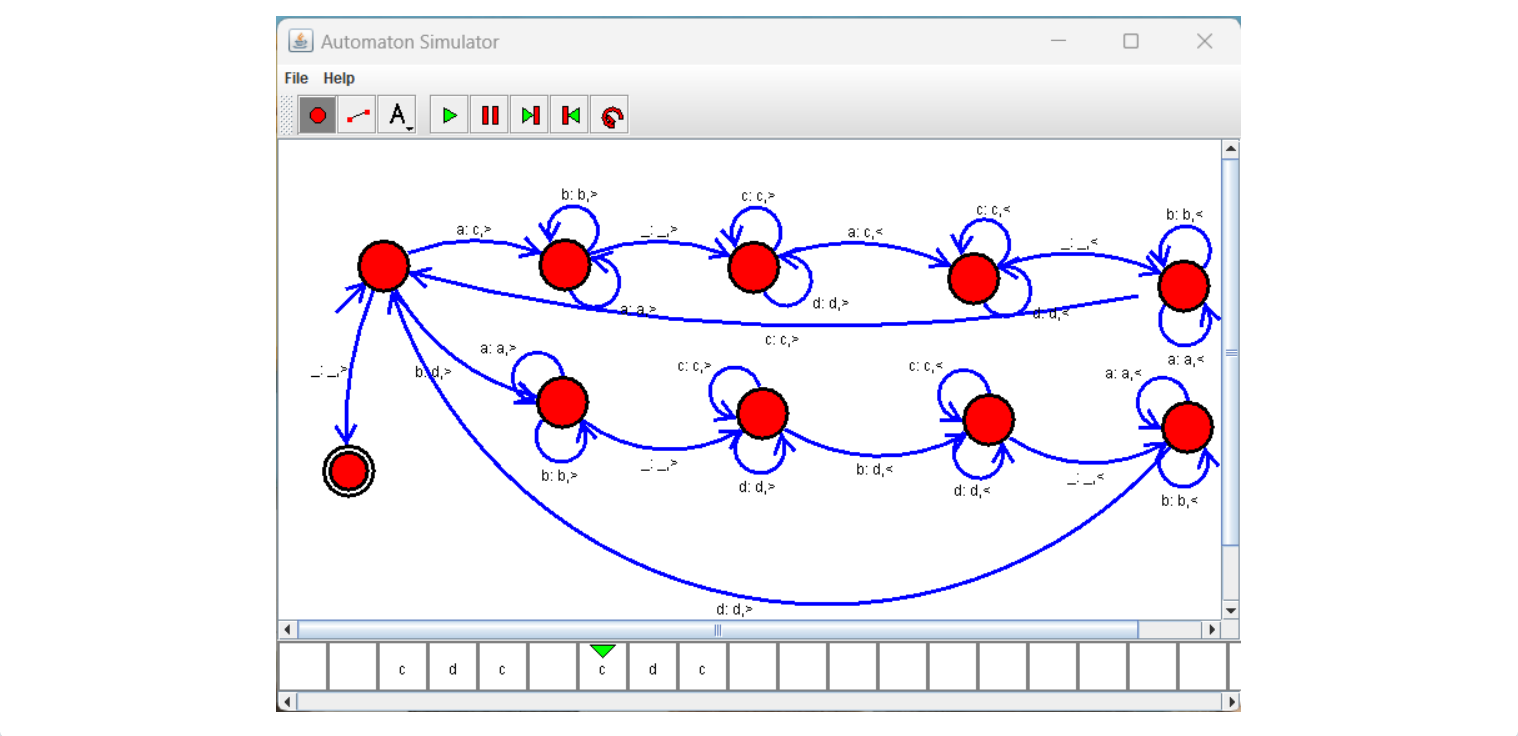 Automaton Simulator
File Help
A
b: b,>
c: c,>
c: c,<
b: b,<
a: c,>
_: _,>
a: c,<
_: _,<
a: a,>
d: d,>
d: d,<
c: c,>
a: a,<
_: _,>
b: d,>
a: a,>
c: c,>
c: c,<
a: a,<
b: b,>
_: _,>
d: d,>
b: d,<
d: d,<
_: _,<
b: b,<
d: d,>
c d c c d c